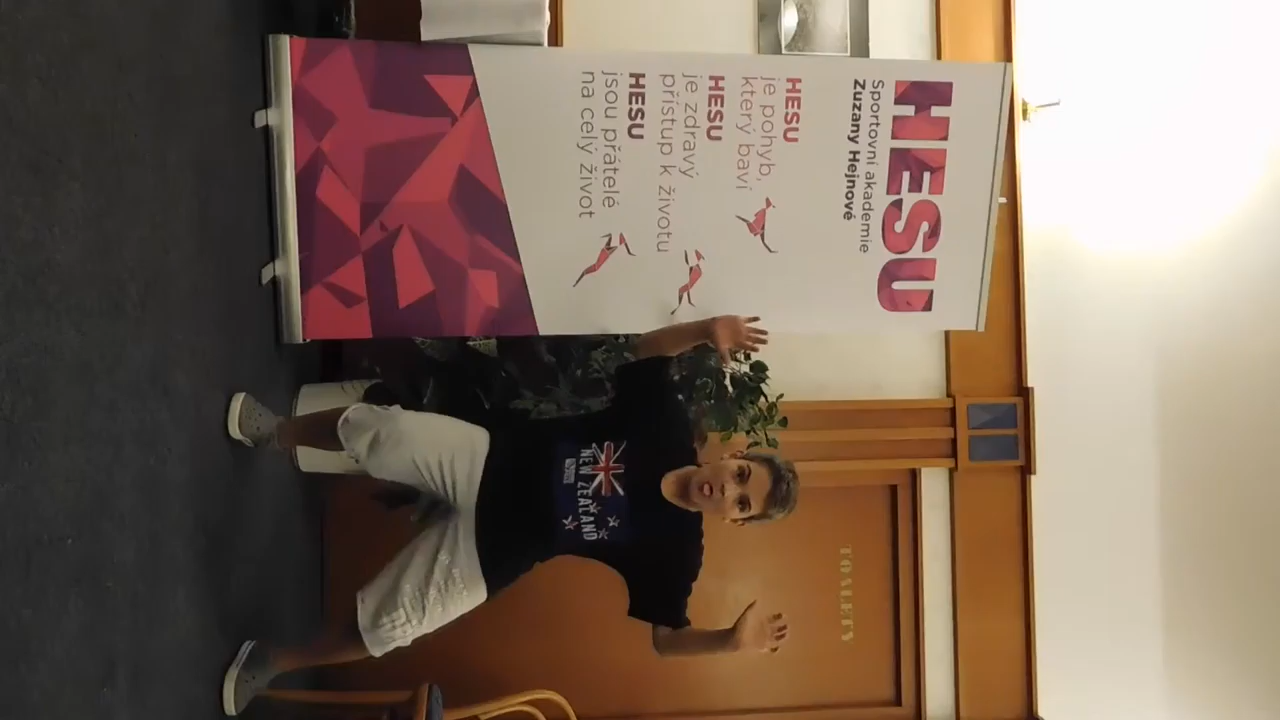 HESU
Sportovní akademie
Zuzany Hejnové
HESU
je pohyb,
který baví
HESU
je zdravý
přístup k životu
HESU
jsou přátelé
na celý život
NEW ZEALAND
TOALETY